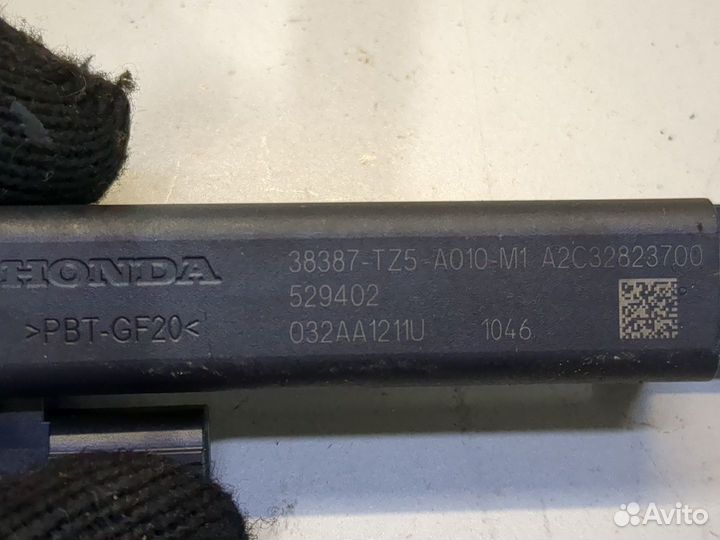 HONDA
38387-TZ5-A010-M1 A2C32823700
529402
>PBT-GF20<
032AA1211U 1046
Avito